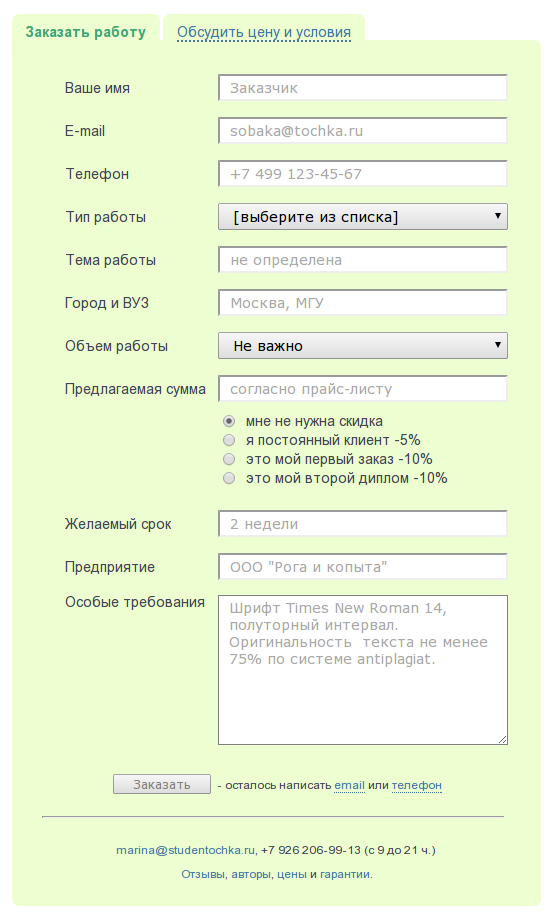 Заказать работу Обсудить цену и условия
Ваше имя Заказчик
E-mail sobaka@tochka.ru
Телефон +7 499 123-45-67
Тип работы [выберите из списка]
Тема работы не определена
Город и ВУЗ Москва, МГУ
Объем работы Не важно
Предлагаемая сумма согласно прайс-листу
мне не нужна скидка
я постоянный клиент -5%
это мой первый заказ -10%
это мой второй диплом -10%
Желаемый срок 2 недели
Предприятие ООО "Рога и копыта"
Особые требования Шрифт Times New Roman 14,
полуторный интервал.
Оригинальность текста не менее
75% по системе antiplagiat.
Заказать - осталось написать email или телефон
marina@studentochka.ru, +7 926 206-99-13 (с 9 до 21 ч.)
Отзывы, авторы, цены и гарантии.